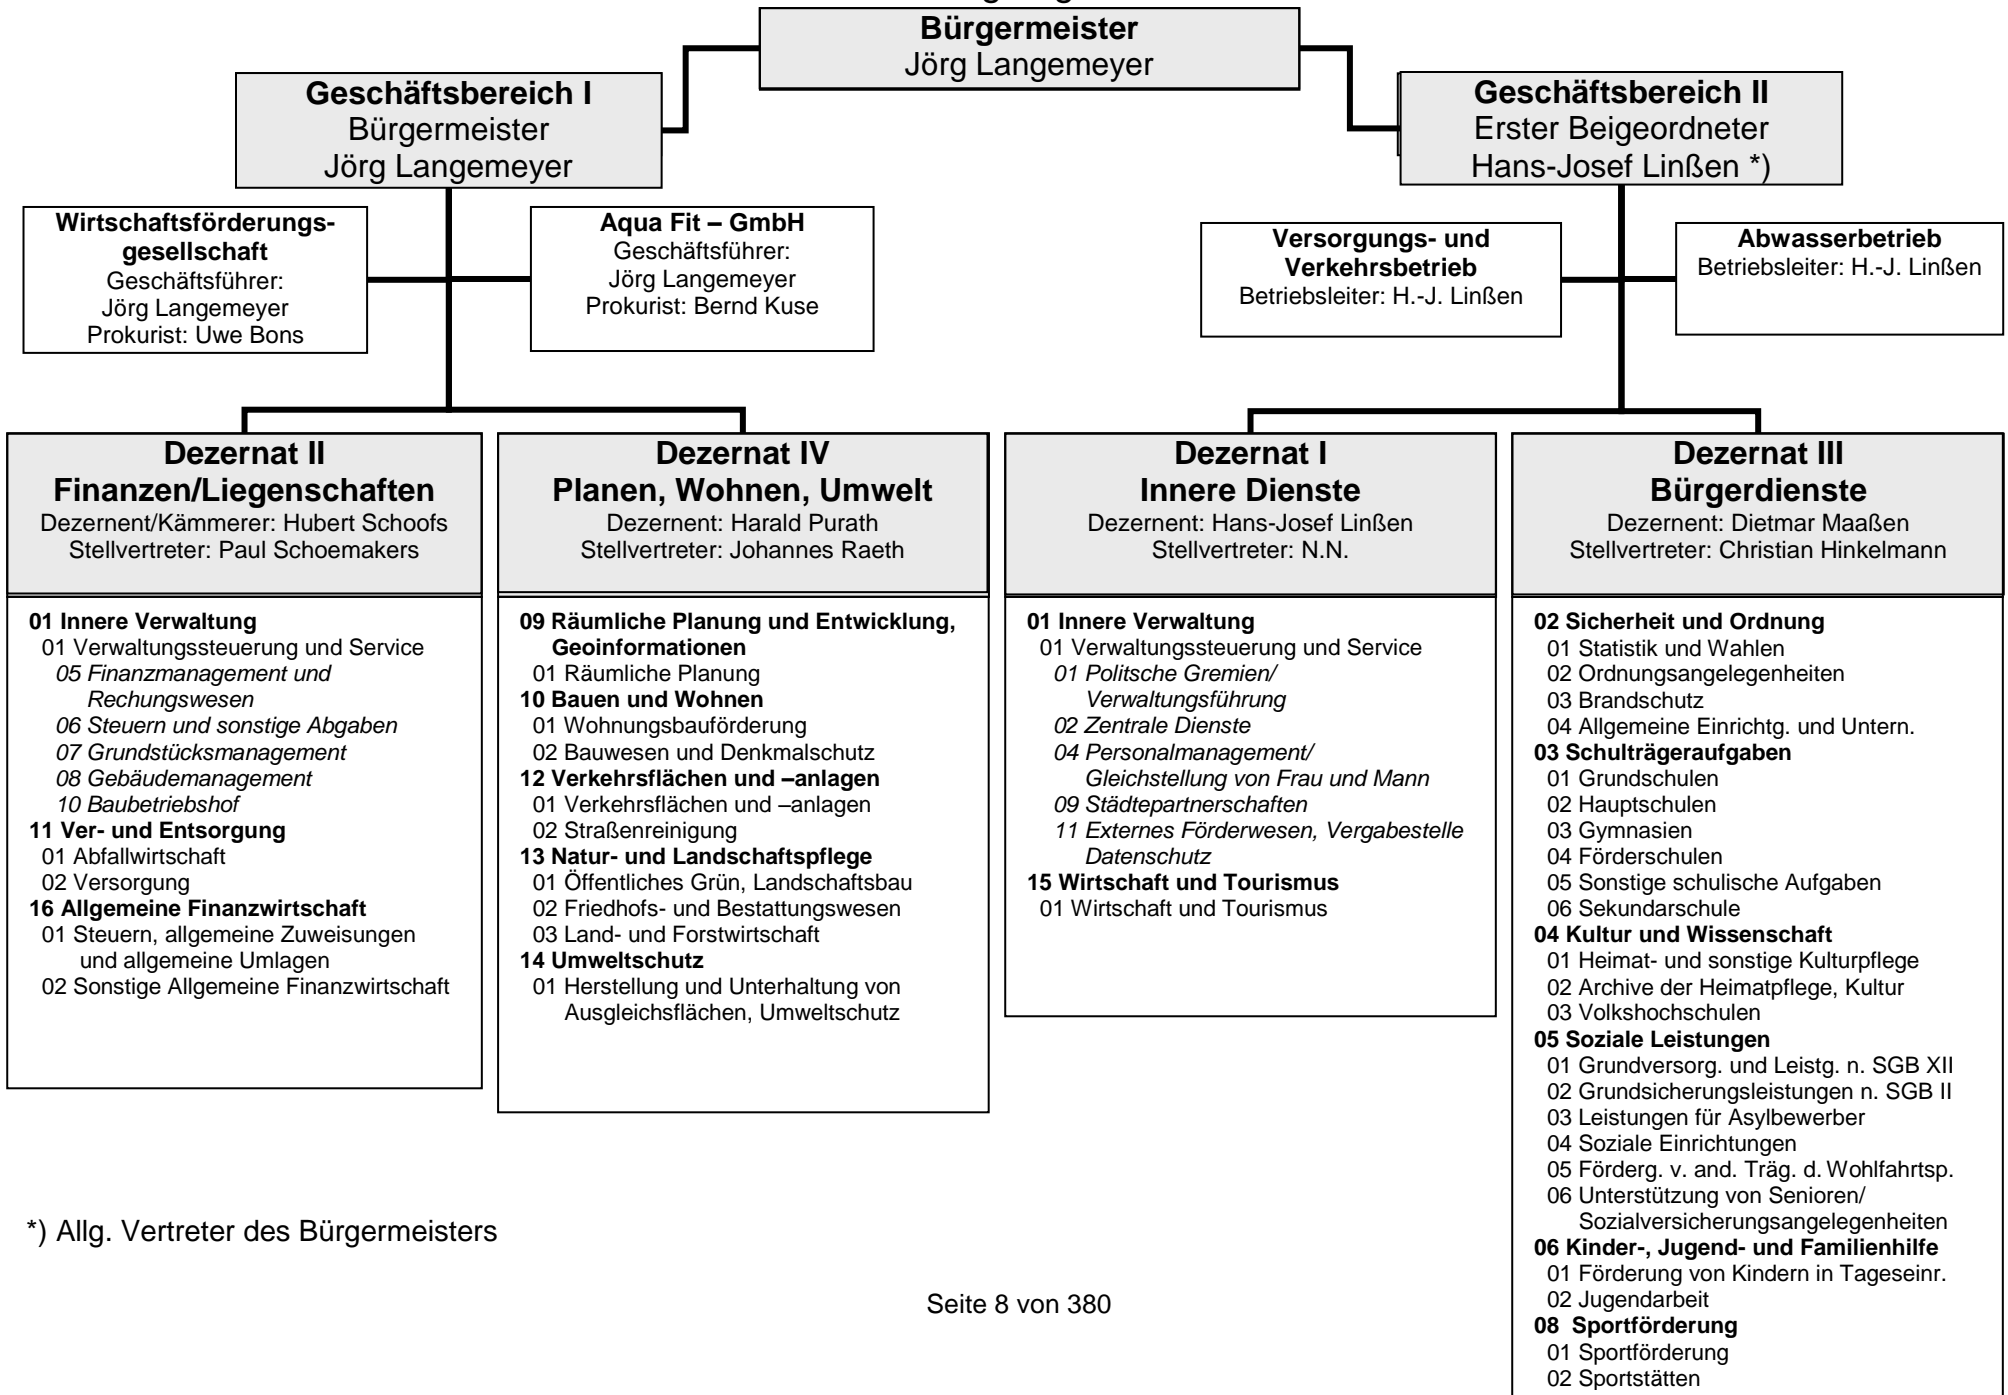 Bürgermeister
Jörg Langemeyer
Geschäftsbereich I
Bürgermeister
Jörg Langemeyer
Geschäftsbereich II
Erster Beigeordneter
Hans-Josef Linßen *)
Wirtschaftsförderungs-
gesellschaft
Geschäftsführer:
Jörg Langemeyer
Prokurist: Uwe Bons
Aqua Fit – GmbH
Geschäftsführer:
Jörg Langemeyer
Prokurist: Bernd Kuse
Versorgungs- und
Verkehrsbetrieb
Betriebsleiter: H.-J. Linßen
Abwasserbetrieb
Betriebsleiter: H.-J. Linßen
Dezernat II
Finanzen/Liegenschaften
Dezernent/Kämmerer: Hubert Schoofs
Stellvertreter: Paul Schoemakers
01 Innere Verwaltung
01 Verwaltungssteuerung und Service
05 Finanzmanagement und
Rechungswesen
06 Steuern und sonstige Abgaben
07 Grundstücksmanagement
08 Gebäudemanagement
10 Baubetriebshof
11 Ver- und Entsorgung
01 Abfallwirtschaft
02 Versorgung
16 Allgemeine Finanzwirtschaft
01 Steuern, allgemeine Zuweisungen
und allgemeine Umlagen
02 Sonstige Allgemeine Finanzwirtschaft
Dezernat IV
Planen, Wohnen, Umwelt
Dezernent: Harald Purath
Stellvertreter: Johannes Raeth
09 Räumliche Planung und Entwicklung,
Geoinformationen
01 Räumliche Planung
10 Bauen und Wohnen
01 Wohnungsbauförderung
02 Bauwesen und Denkmalschutz
12 Verkehrsflächen und –anlagen
01 Verkehrsflächen und –anlagen
02 Straßenreinigung
13 Natur- und Landschaftspflege
01 Öffentliches Grün, Landschaftsbau
02 Friedhofs- und Bestattungswesen
03 Land- und Forstwirtschaft
14 Umweltschutz
01 Herstellung und Unterhaltung von
Ausgleichsflächen, Umweltschutz
Dezernat I
Innere Dienste
Dezernent: Hans-Josef Linßen
Stellvertreter: N.N.
01 Innere Verwaltung
01 Verwaltungssteuerung und Service
01 Politsche Gremien/
Verwaltungsführung
02 Zentrale Dienste
04 Personalmanagement/
Gleichstellung von Frau und Mann
09 Städtepartnerschaften
11 Externes Förderwesen, Vergabestelle
Datenschutz
15 Wirtschaft und Tourismus
01 Wirtschaft und Tourismus
Dezernat III
Bürgerdienste
Dezernent: Dietmar Maaßen
Stellvertreter: Christian Hinkelmann
02 Sicherheit und Ordnung
01 Statistik und Wahlen
02 Ordnungsangelegenheiten
03 Brandschutz
04 Allgemeine Einrichtg. und Untern.
03 Schulträgeraufgaben
01 Grundschulen
02 Hauptschulen
03 Gymnasien
04 Förderschulen
05 Sonstige schulische Aufgaben
06 Sekundarschule
04 Kultur und Wissenschaft
01 Heimat- und sonstige Kulturpflege
02 Archive der Heimatpflege, Kultur
03 Volkshochschulen
05 Soziale Leistungen
01 Grundversorg. und Leistg. n. SGB XII
02 Grundsicherungsleistungen n. SGB II
03 Leistungen für Asylbewerber
04 Soziale Einrichtungen
05 Förderg. v. and. Träg. d. Wohlfahrtsp.
06 Unterstützung von Senioren/
Sozialversicherungsangelegenheiten
06 Kinder-, Jugend- und Familienhilfe
01 Förderung von Kindern in Tageseinr.
02 Jugendarbeit
08 Sportförderung
01 Sportförderung
02 Sportstätten
*) Allg. Vertreter des Bürgermeisters
Seite 8 von 380